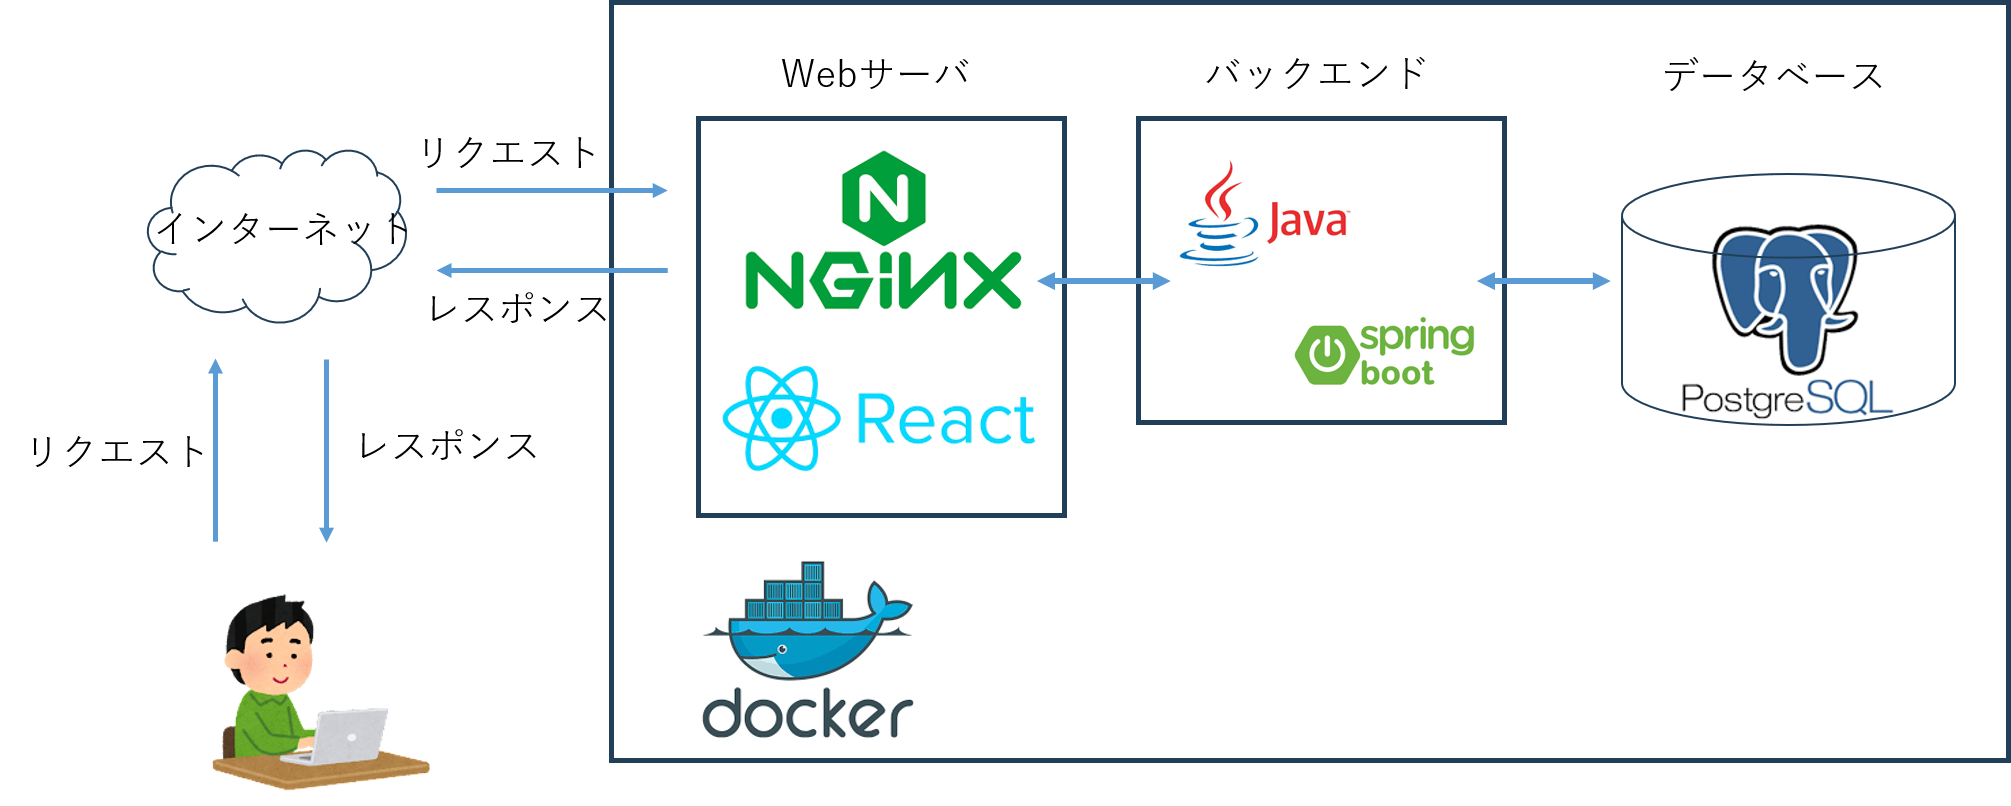 Webサーバ
バックエンド
データベース
リクエスト
インターネット
レスポンス
NGiNX
React
Java™
spring
boot
PostgreSQL
リクエスト
レスポンス
docker